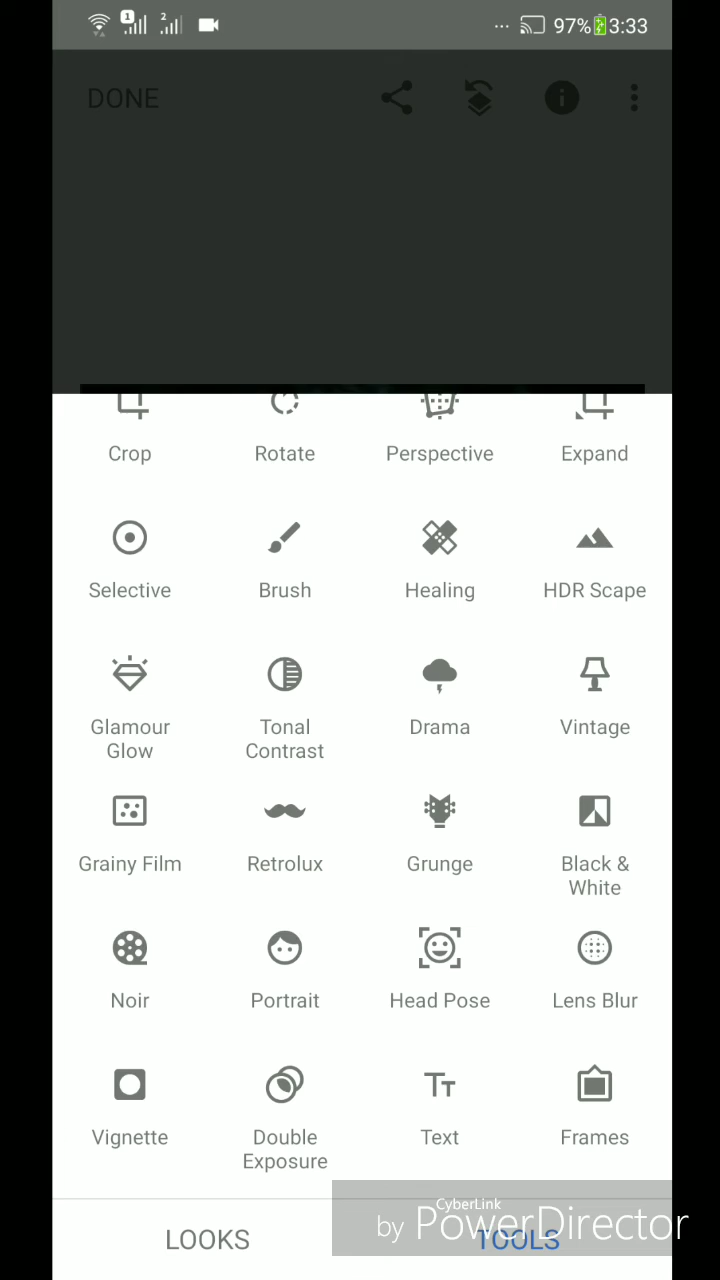 1 2 ... 97% 3:33
DONE
Crop Rotate Perspective Expand
Selective Brush Healing HDR Scape
Glamour Glow Tonal Contrast Drama Vintage
Grainy Film Retrolux Grunge Black & White
Noir Portrait Head Pose Lens Blur
Vignette Double Exposure Text Frames
LOOKS TOOLS
CyberLink
by PowerDirector